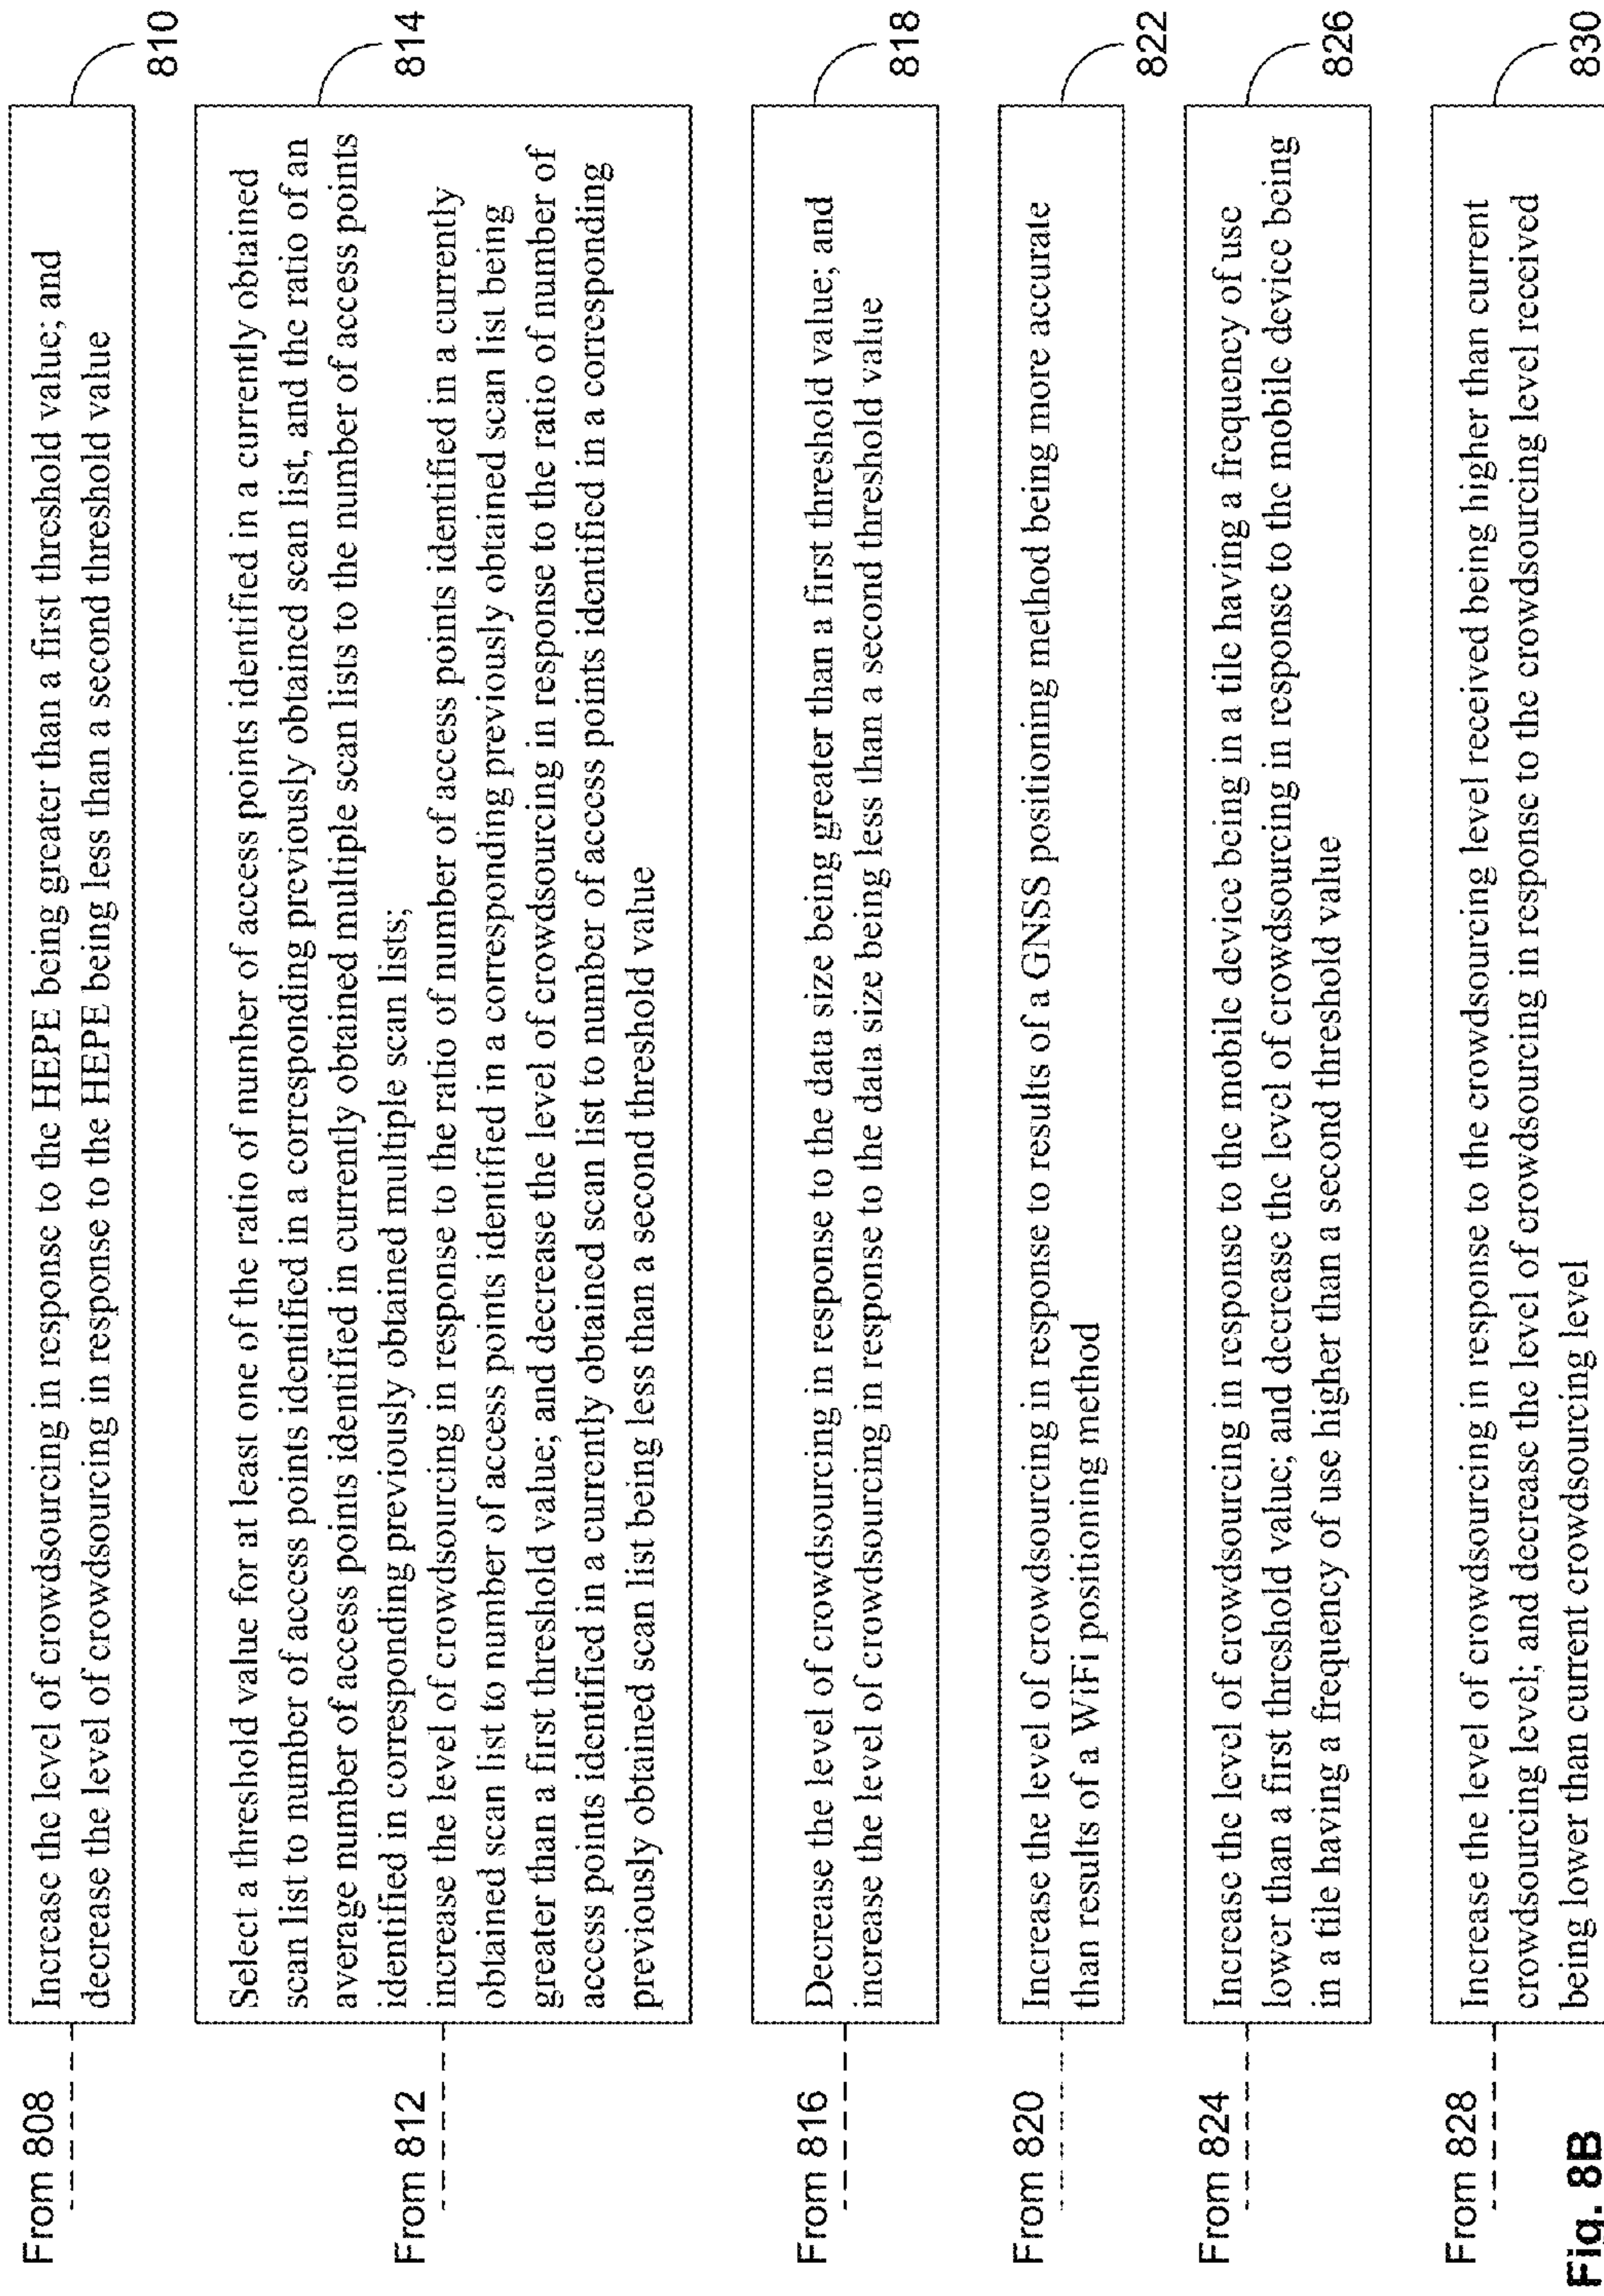 From 808
Increase the level of crowdsourcing in response to the HEPE being greater than a first threshold value; and
decrease the level of crowdsourcing in response to the HEPE being less than a second threshold value
810
From 812
Select a threshold value for at least one of the ratio of number of access points identified in a currently obtained
scan list to number of access points identified in a corresponding previously obtained scan list, and the ratio of an
average number of access points identified in currently obtained multiple scan lists to the number of access points
identified in corresponding previously obtained multiple scan lists;
increase the level of crowdsourcing in response to the ratio of number of access points identified in a currently
obtained scan list to number of access points identified in a corresponding previously obtained scan list being
greater than a first threshold value; and decrease the level of crowdsourcing in response to the ratio of number of
access points identified in a currently obtained scan list to number of access points identified in a corresponding
previously obtained scan list being less than a second threshold value
814
From 816
Decrease the level of crowdsourcing in response to the data size being greater than a first threshold value; and
increase the level of crowdsourcing in response to the data size being less than a second threshold value
818
From 820
Increase the level of crowdsourcing in response to results of a GNSS positioning method being more accurate
than results of a WiFi positioning method
822
From 824
Increase the level of crowdsourcing in response to the mobile device being in a tile having a frequency of use
lower than a first threshold value; and decrease the level of crowdsourcing in response to the mobile device being
in a tile having a frequency of use higher than a second threshold value
826
From 828
Increase the level of crowdsourcing in response to the crowdsourcing level received being higher than current
crowdsourcing level; and decrease the level of crowdsourcing in response to the crowdsourcing level received
being lower than current crowdsourcing level
830
Fig. 8B